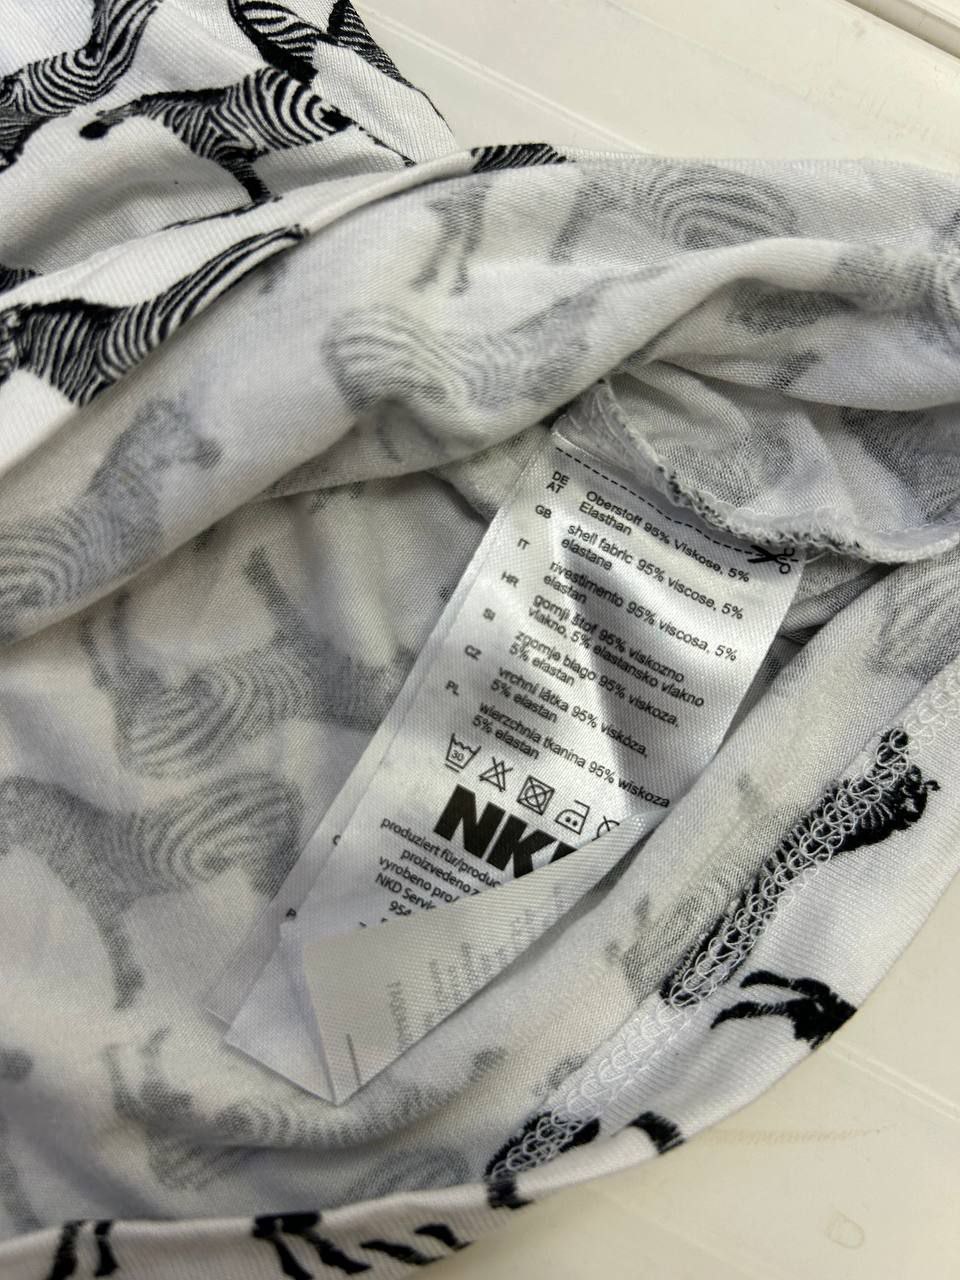 DE
AT
Oberstoff 95% Viskose, 5%
Elasthan
GB
shell fabric 95% viscose, 5%
elastane
IT
rivestimento 95% viscosa, 5%
elastan
HR
gornji štof 95% viskozno
vlakno, 5% elastansko vlakno
SI
zgornje blago 95% viskoza,
5% elastan
CZ
vrchní látka 95% viskóza,
5% elastan
PL
wierzchnia tkanina 95% wiskoza
5% elastan
30
NK
produziert für/produc
proizvedeno z
vyrobeno pro/
NKD Servic
954